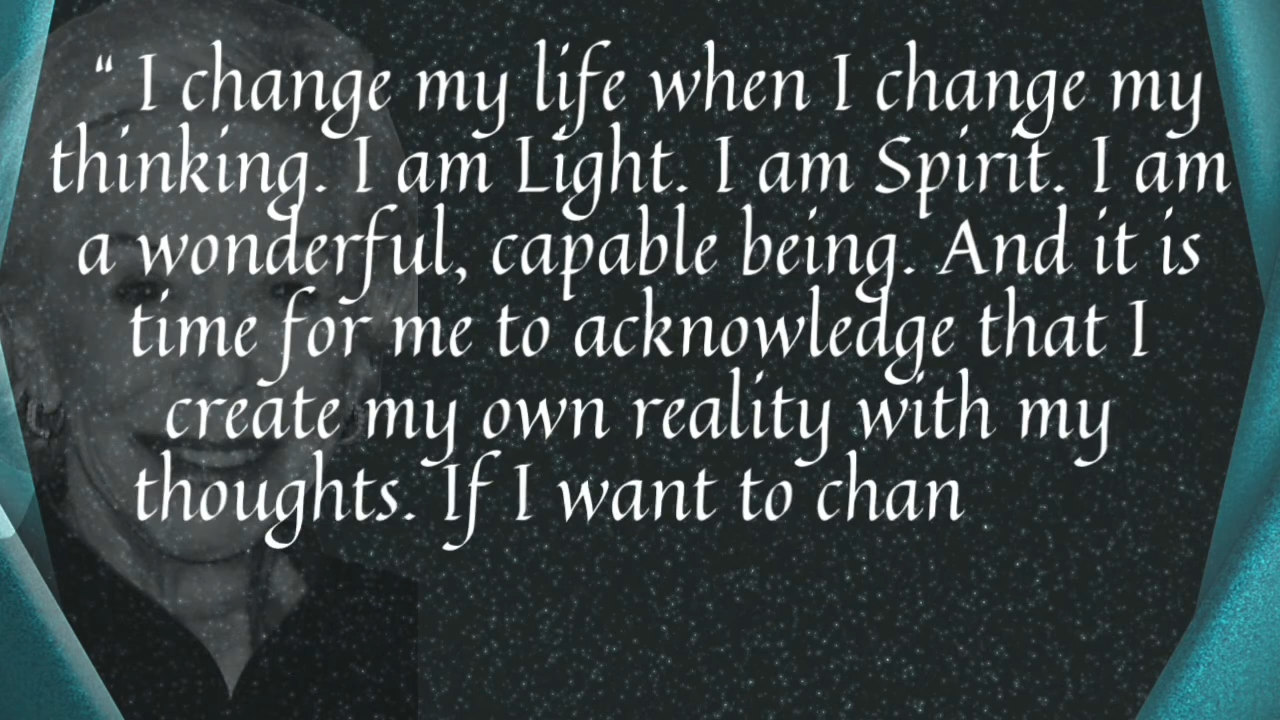 “ I change my life when I change my
thinking. I am Light. I am Spirit. I am
a wonderful, capable being. And it is
time for me to acknowledge that I
create my own reality with my
thoughts. If I want to chan